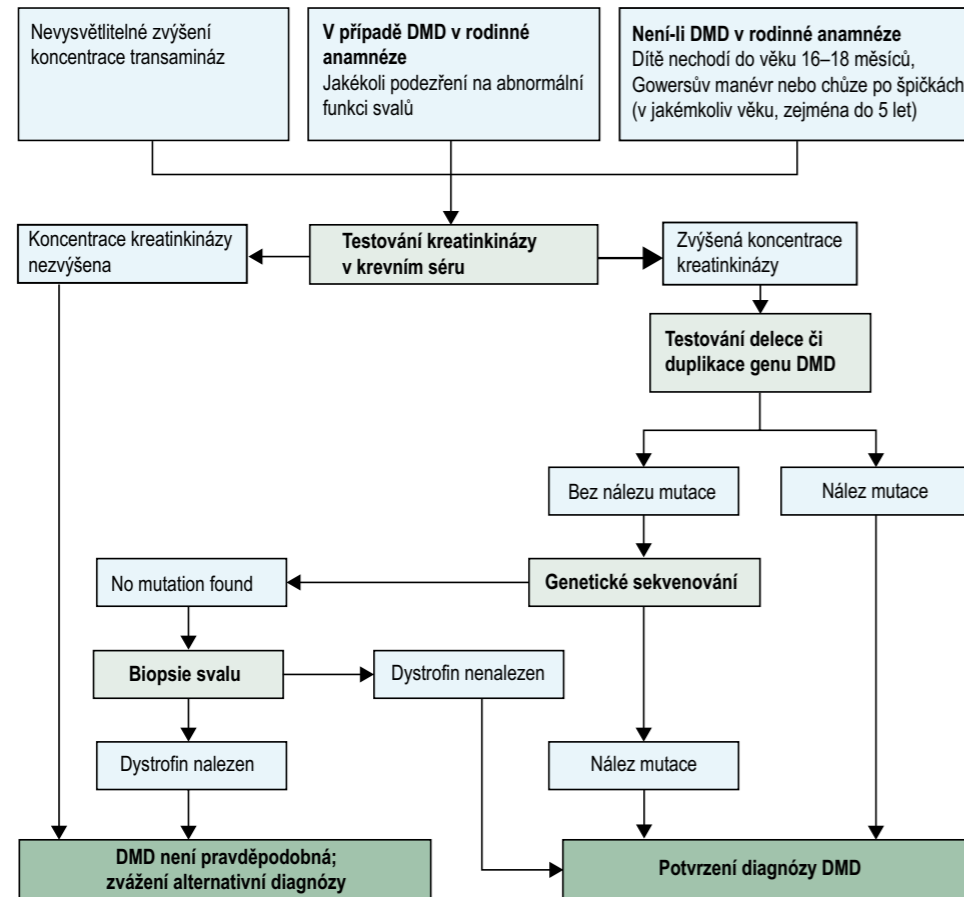 Nevysvětlitelné zvýšení
koncentrace transamináz
V případě DMD v rodinné
anamnéze
Jakékoli podezření na abnormální
funkci svalů
Není-li DMD v rodinné anamnéze
Dítě nechodí do věku 16–18 měsíců,
Gowersův manévr nebo chůze po špičkách
(v jakémkoliv věku, zejména do 5 let)
Koncentrace kreatinkinázy
nezvýšena
Testování kreatinkinázy
v krevním séru
Zvýšená koncentrace
kreatinkinázy
Testování delece či
duplikace genu DMD
Bez nálezu mutace
Nález mutace
No mutation found
Genetické sekvenování
Biopsie svalu
Dystrofin nenalezen
Dystrofin nalezen
Nález mutace
DMD není pravděpodobná;
zvážení alternativní diagnózy
Potvrzení diagnózy DMD